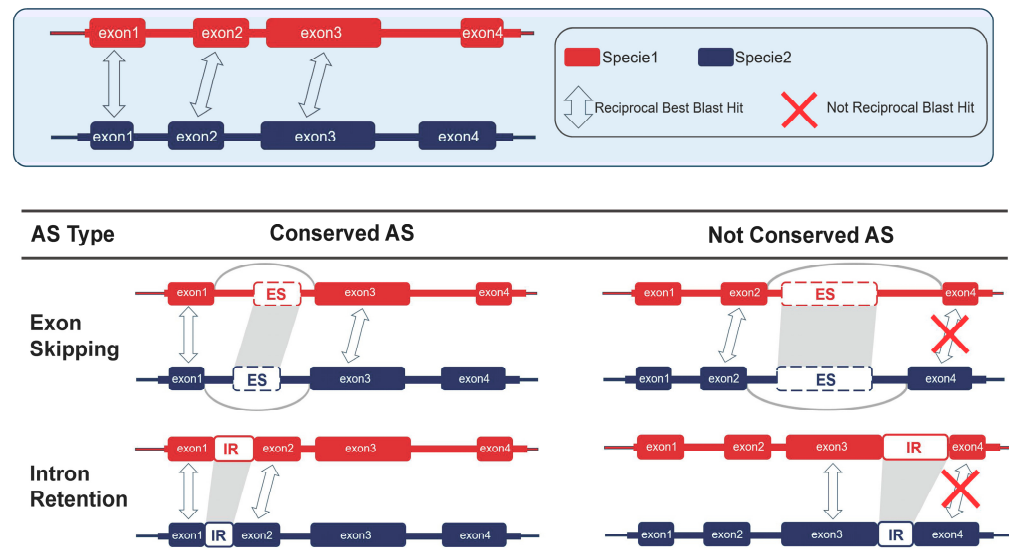 exon1 exon2 exon3 exon4
Specie1 Specie2
Reciprocal Best Blast Hit Not Reciprocal Blast Hit
exon1 exon2 exon3 exon4
AS Type Conserved AS Not Conserved AS
exon1 ES exon3 exon4 exon1 exon2 ES exon4
Exon
Skipping
exon1 ES exon3 exon4 exon1 exon2 ES exon4
exon1 IR exon2 exon3 exon4 exon1 exon2 exon3 IR exon4
Intron
Retention
exon1 IR exon2 exon3 exon4 exon1 exon2 exon3 IR exon4